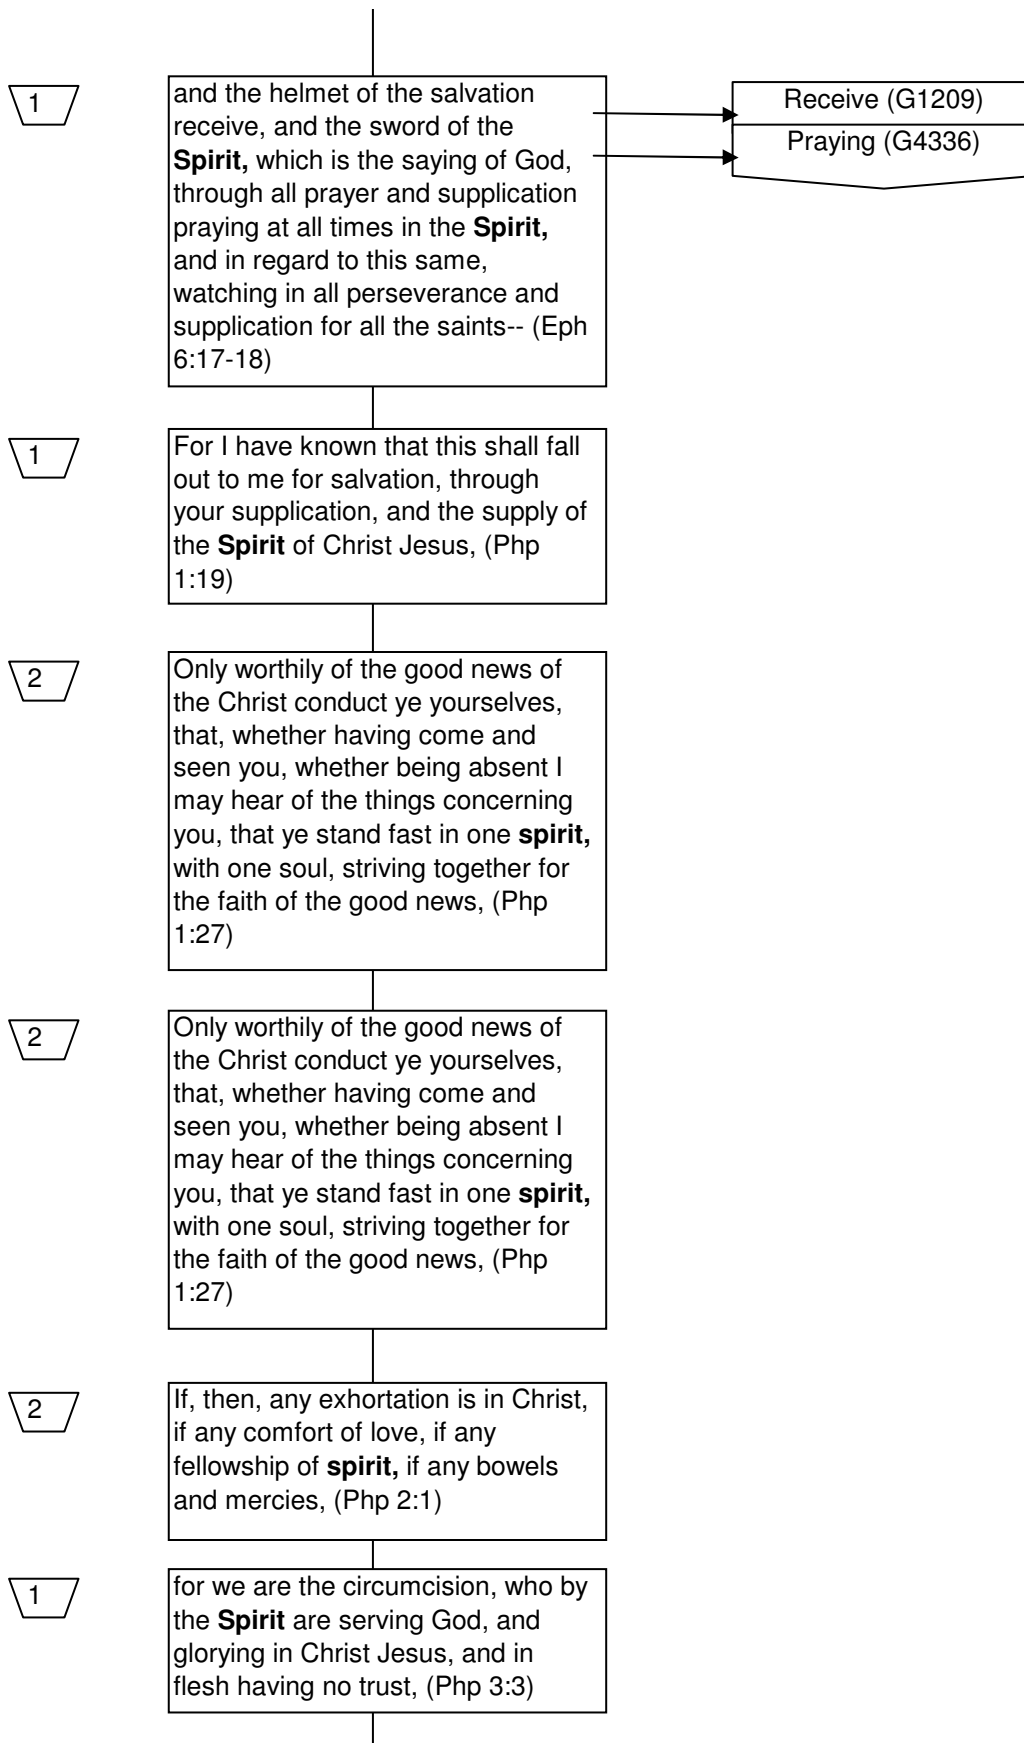 1
and the helmet of the salvation
receive, and the sword of the
Spirit, which is the saying of God,
through all prayer and supplication
praying at all times in the Spirit,
and in regard to this same,
watching in all perseverance and
supplication for all the saints-- (Eph
6:17-18)
Receive (G1209)
Praying (G4336)
1
For I have known that this shall fall
out to me for salvation, through
your supplication, and the supply of
the Spirit of Christ Jesus, (Php
1:19)
2
Only worthily of the good news of
the Christ conduct ye yourselves,
that, whether having come and
seen you, whether being absent I
may hear of the things concerning
you, that ye stand fast in one spirit,
with one soul, striving together for
the faith of the good news, (Php
1:27)
2
Only worthily of the good news of
the Christ conduct ye yourselves,
that, whether having come and
seen you, whether being absent I
may hear of the things concerning
you, that ye stand fast in one spirit,
with one soul, striving together for
the faith of the good news, (Php
1:27)
2
If, then, any exhortation is in Christ,
if any comfort of love, if any
fellowship of spirit, if any bowels
and mercies, (Php 2:1)
1
for we are the circumcision, who by
the Spirit are serving God, and
glorying in Christ Jesus, and in
flesh having no trust, (Php 3:3)